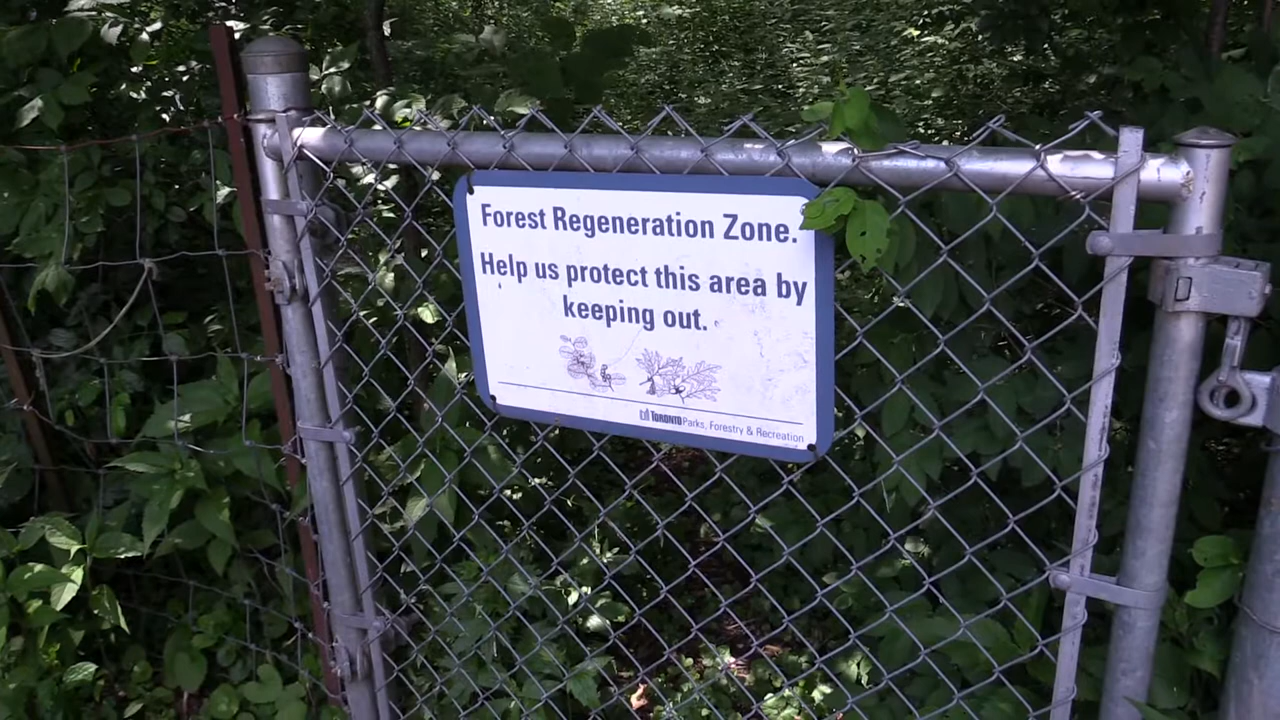 Forest Regeneration Zone.
Help us protect this area by
keeping out.
TORONTO Parks, Forestry & Recreation